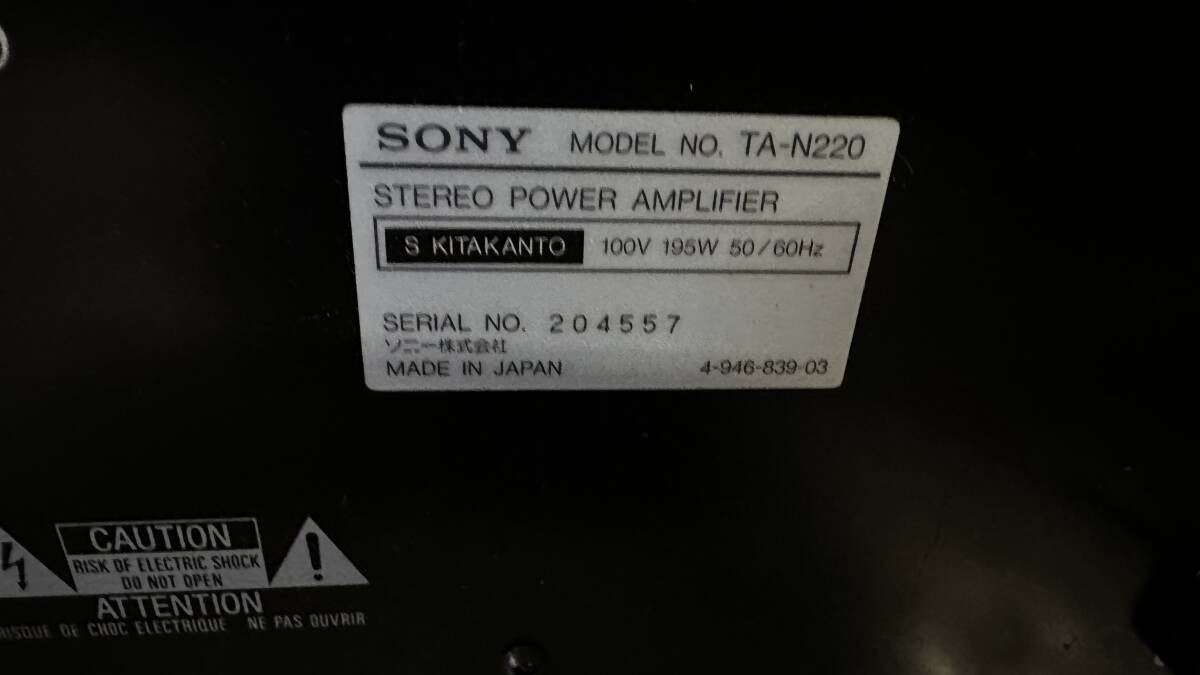 SONY MODEL NO. TA-N220
STEREO POWER AMPLIFIER
S KITAKANTO 100V 195W 50/60Hz
SERIAL NO. 204557
ソニー株式会社
MADE IN JAPAN 4-946-839-03
CAUTION
RISK OF ELECTRIC SHOCK
DO NOT OPEN
ATTENTION
RISQUE DE CHOC ELECTRIQUE NE PAS OUVRIR